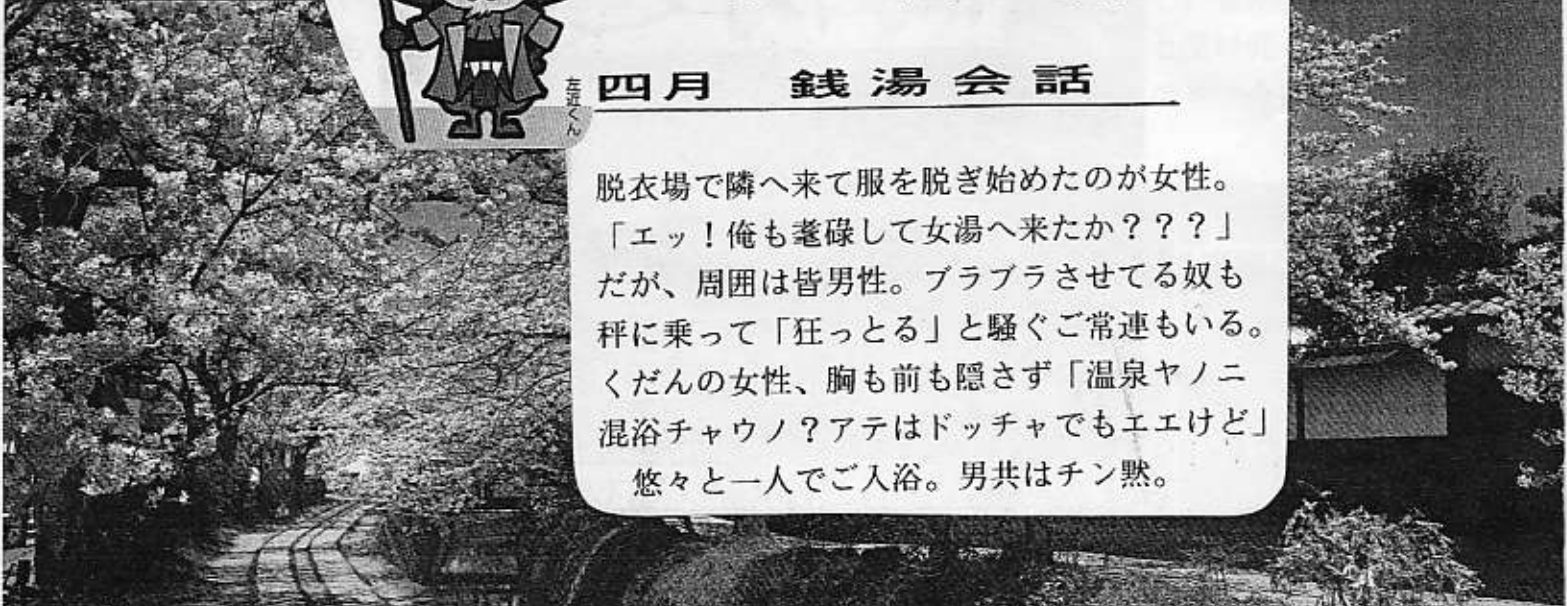 四月　銭湯会話
左近くん
脱衣場で隣へ来て服を脱ぎ始めたのが女性。
「エッ！俺も耄碌して女湯へ来たか？？？」
だが、周囲は皆男性。ブラブラさせてる奴も
秤に乗って「狂っとる」と騒ぐご常連もいる。
くだんの女性、胸も前も隠さず「温泉ヤノニ
混浴チャウノ？アテはドッチャでもエエけど」
悠々と一人でご入浴。男共はチン黙。